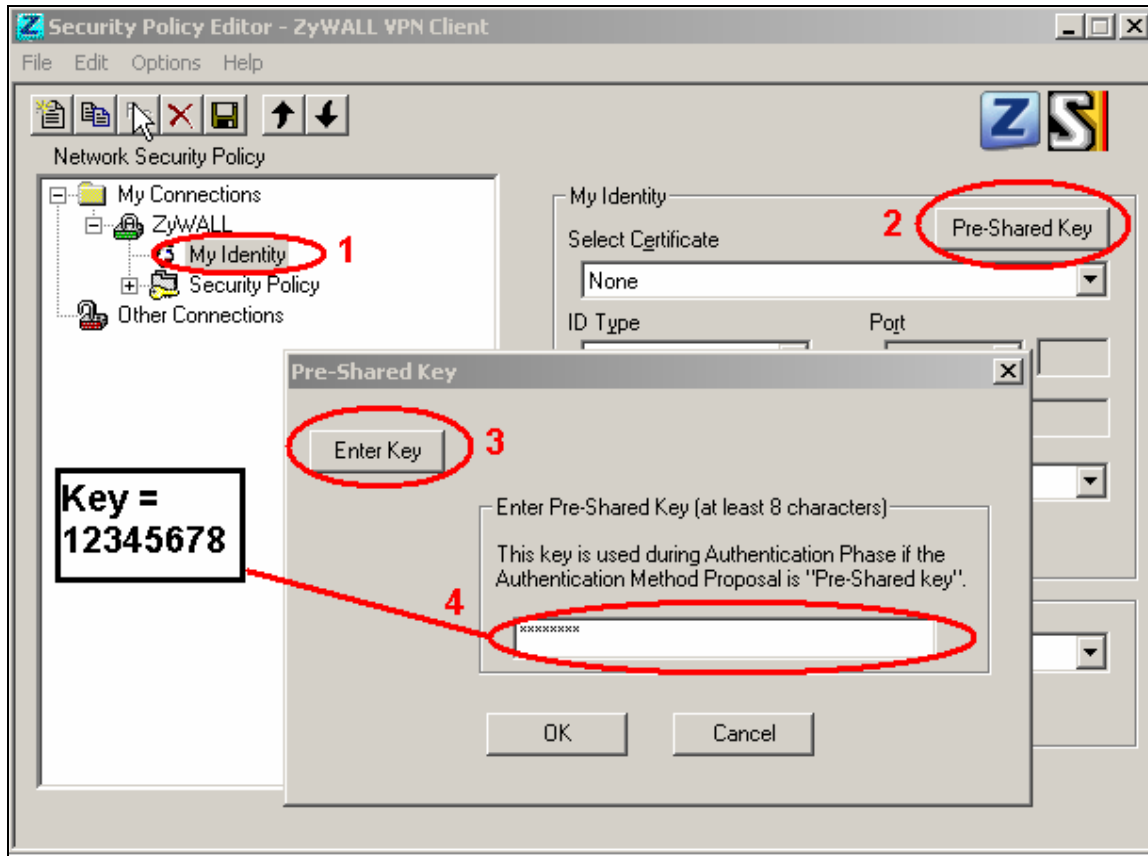 Security Policy Editor - ZyWALL VPN Client
File Edit Options Help
Network Security Policy
My Connections
ZyWALL
My Identity
1
Security Policy
Other Connections
Z S
My Identity
2
Pre-Shared Key
Select Certificate
None
ID Type
Port
Pre-Shared Key
Enter Key
3
Key =
12345678
Enter Pre-Shared Key (at least 8 characters)
This key is used during Authentication Phase if the
Authentication Method Proposal is "Pre-Shared key".
4
××××××××
OK
Cancel